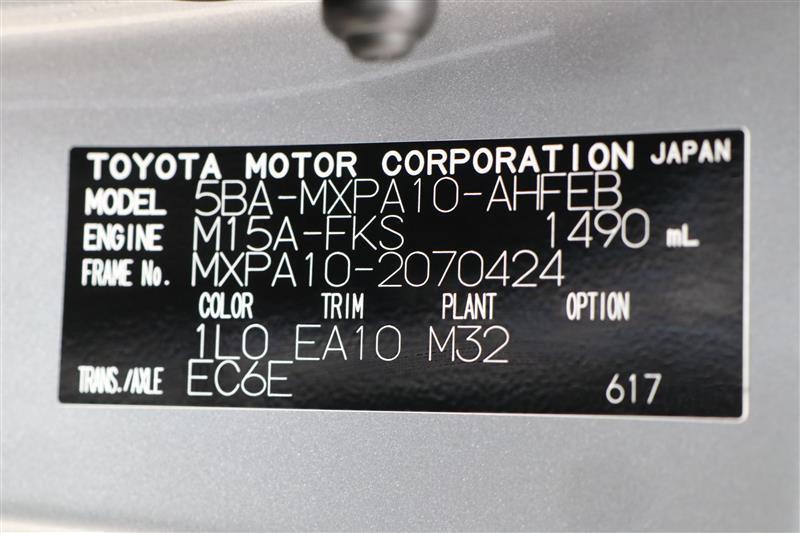 TOYOTA MOTOR CORPORATION JAPAN
MODEL 5BA-MXPA10-AHFEB
ENGINE M15A-FKS 1490 mL
FRAME No. MXPA10-2070424
COLOR TRIM PLANT OPTION
1L0 EA10 M32
TRANS./AXLE EC6E 617